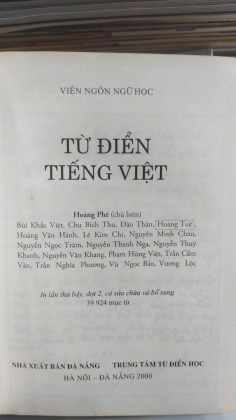 VIỆN NGÔN NGỮ HỌC
TỪ ĐIỂN
TIẾNG VIỆT
Hoàng Phê (chủ biên)
Bùi Khắc Việt, Chu Bích Thu, Đào Thản, Hoàng Tuệ,
Hoàng Văn Hành, Lê Kim Chi, Nguyễn Minh Châu,
Nguyễn Ngọc Trâm, Nguyễn Thanh Nga, Nguyễn Thuý
Khanh, Nguyễn Văn Khang, Phạm Hùng Việt, Trần Cẩm
Vân, Trần Nghĩa Phương, Vũ Ngọc Bảo, Vương Lộc
In lần thứ bảy, đợt 2, có sửa chữa và bổ sung
39 924 mục từ
NHÀ XUẤT BẢN ĐÀ NẴNG TRUNG TÂM TỪ ĐIỂN HỌC
HÀ NỘI – ĐÀ NẴNG 2000